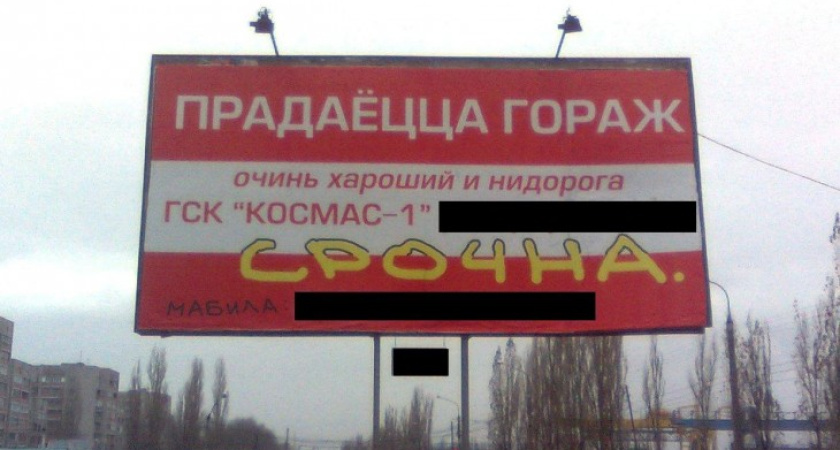 ПРАДАЁЦЦА ГОРАЖ
очинь хароший и нидорога
ГСК "КОСМАС-1"
СРОЧНА.
МАБИЛА: